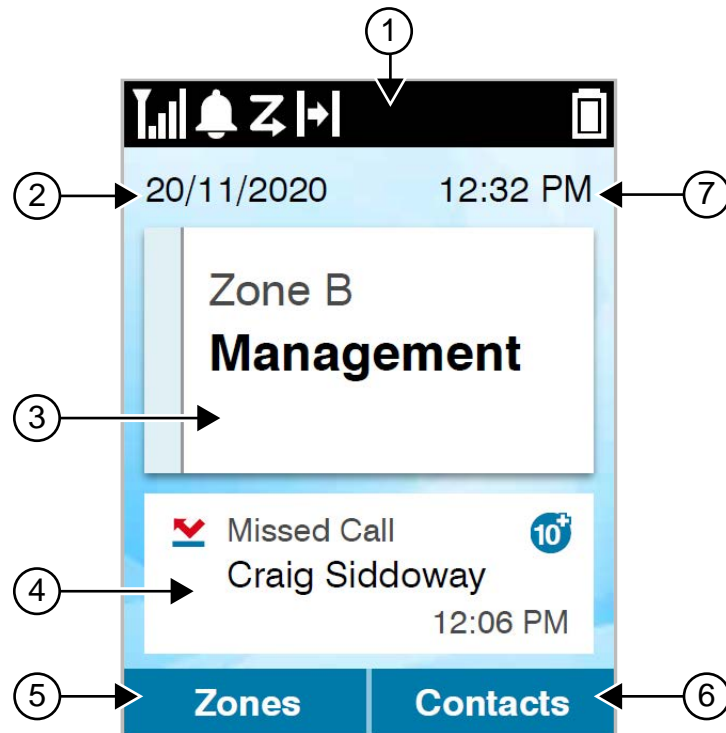 1
2
20/11/2020
12:32 PM
7
Zone B
Management
3
Missed Call
10+
Craig Siddoway
4
12:06 PM
5
Zones
Contacts
6